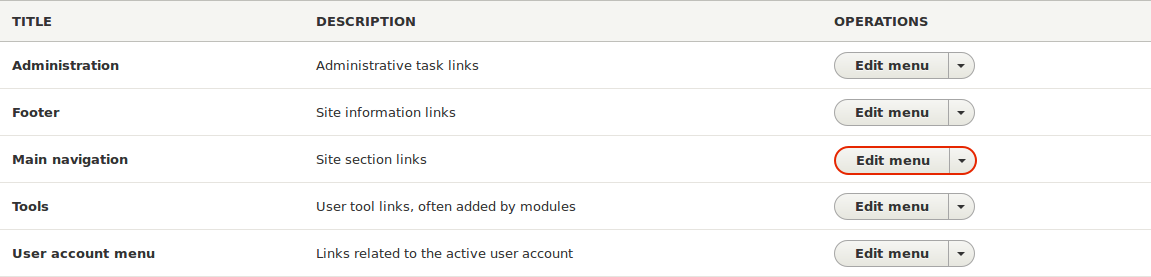 TITLE DESCRIPTION OPERATIONS
Administration Administrative task links Edit menu
Footer Site information links Edit menu
Main navigation Site section links Edit menu
Tools User tool links, often added by modules Edit menu
User account menu Links related to the active user account Edit menu